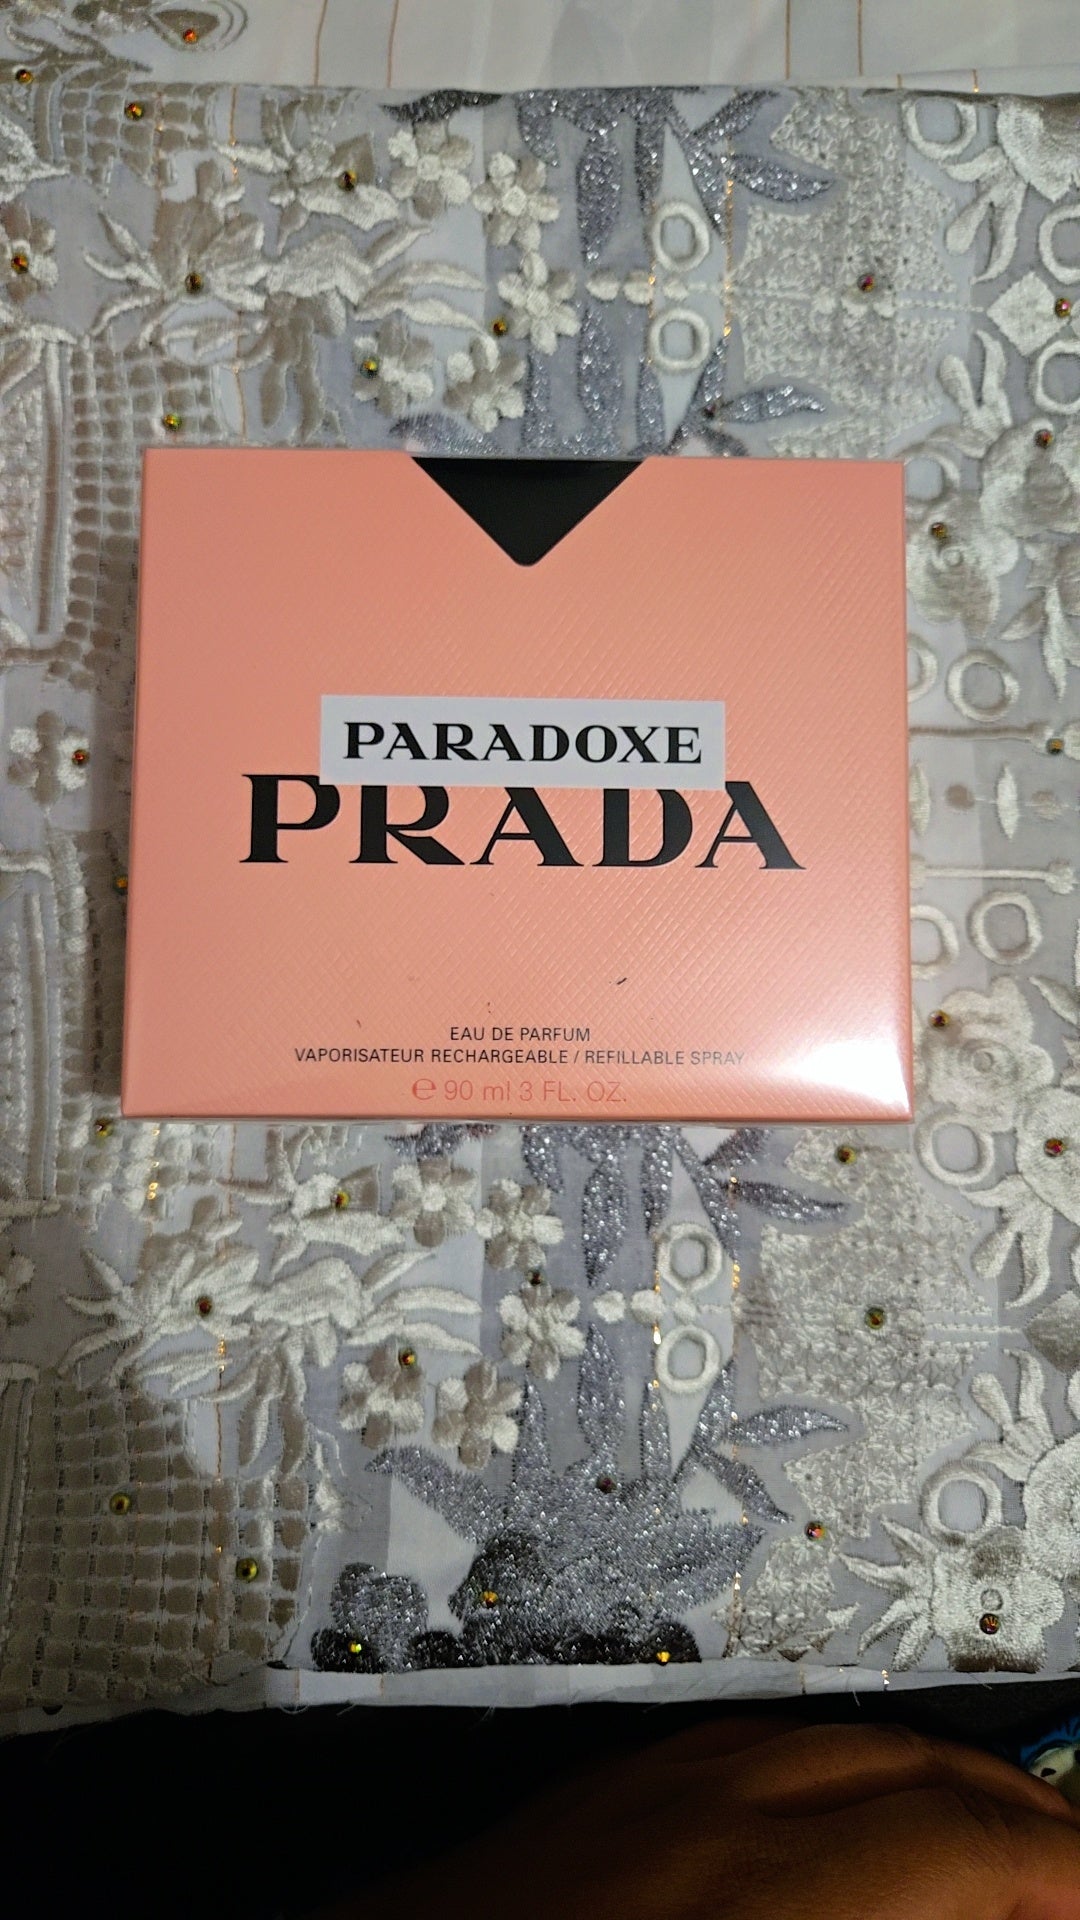 PARADOXE
PRADA
EAU DE PARFUM
VAPORISATEUR RECHARGEABLE / REFILLABLE SPRAY
℮ 90 ml 3 FL. OZ.